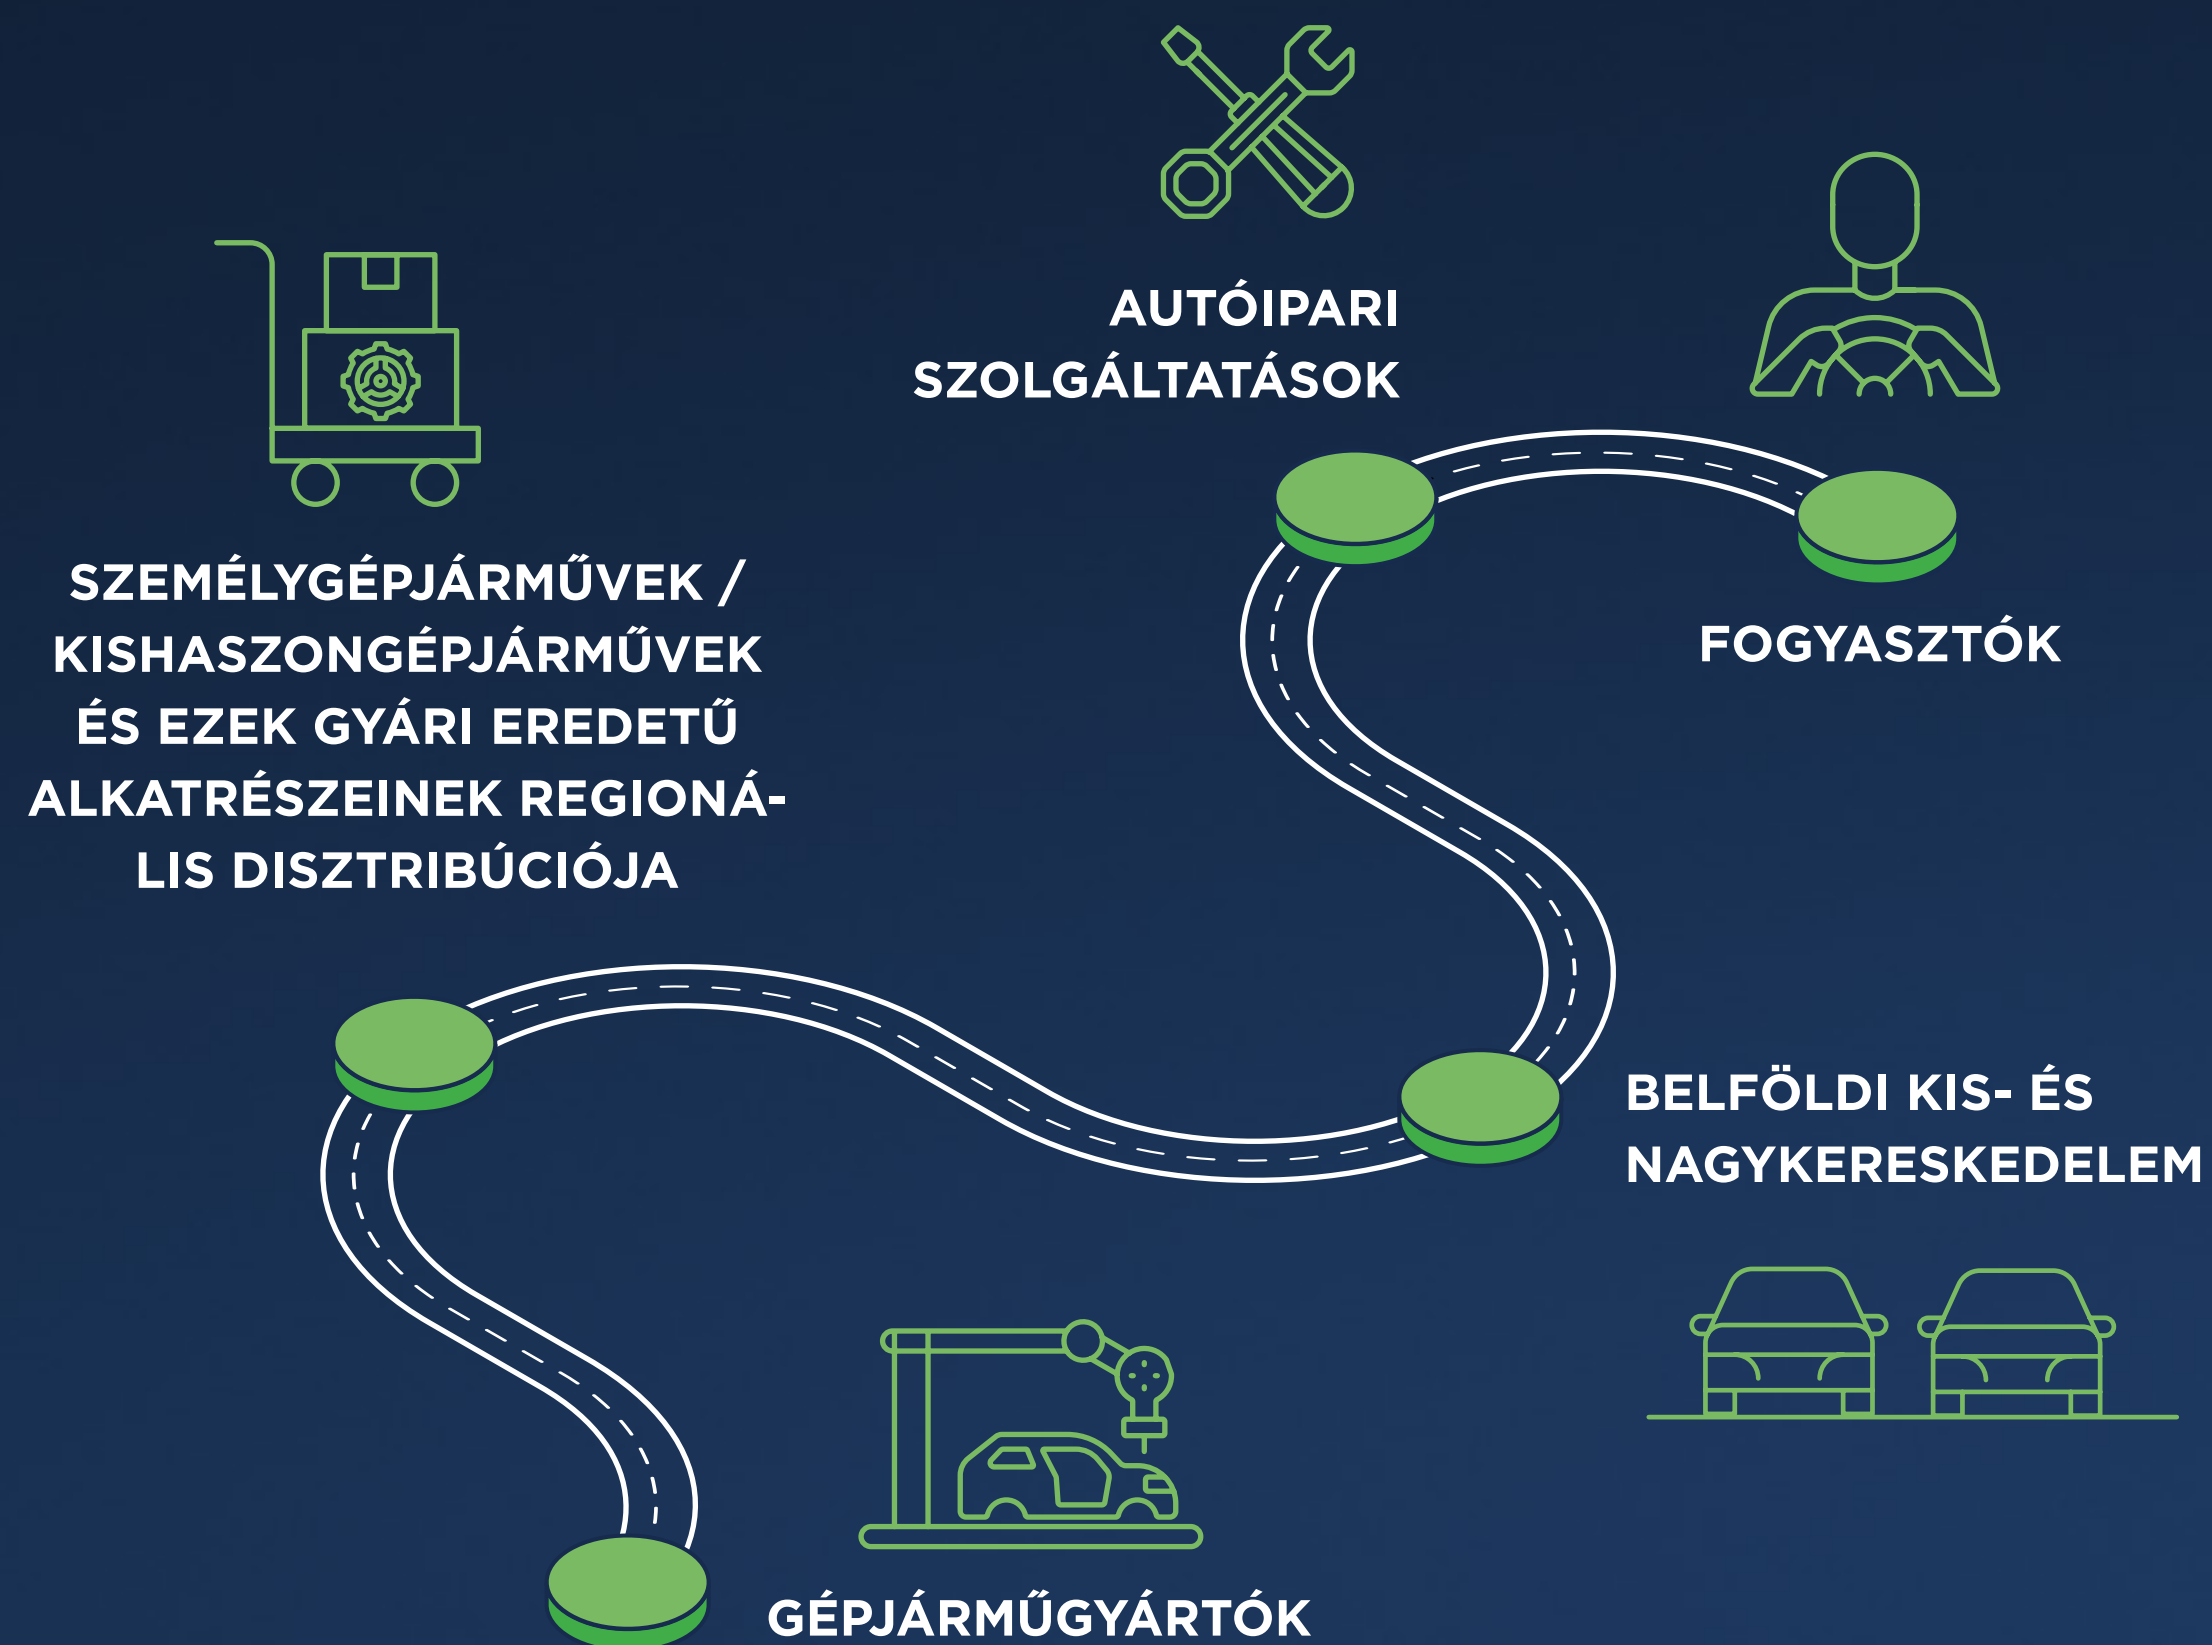 AUTÓIPARI
SZOLGÁLTATÁSOK
SZEMÉLYGÉPJÁRMŰVEK /
KISHASZONGÉPJÁRMŰVEK
ÉS EZEK GYÁRI EREDETŰ
ALKATRÉSZEINEK REGIONÁ-
LIS DISZTRIBÚCIÓJA
FOGYASZTÓK
BELFÖLDI KIS- ÉS
NAGYKERESKEDELEM
GÉPJÁRMŰGYÁRTÓK